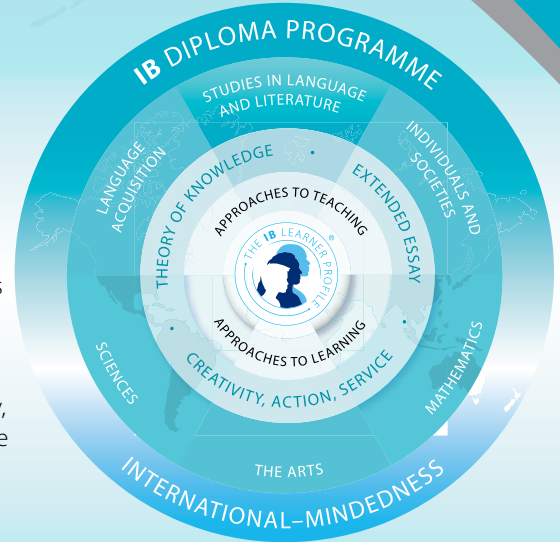 IB DIPLOMA PROGRAMME
STUDIES IN LANGUAGE
AND LITERATURE
LANGUAGE
ACQUISITION
INDIVIDUALS AND
SOCIETIES
THEORY OF KNOWLEDGE
EXTENDED ESSAY
APPROACHES TO TEACHING
THE IB LEARNER PROFILE
®
APPROACHES TO LEARNING
CREATIVITY, ACTION, SERVICE
SCIENCES
MATHEMATICS
THE ARTS
INTERNATIONAL–MINDEDNESS